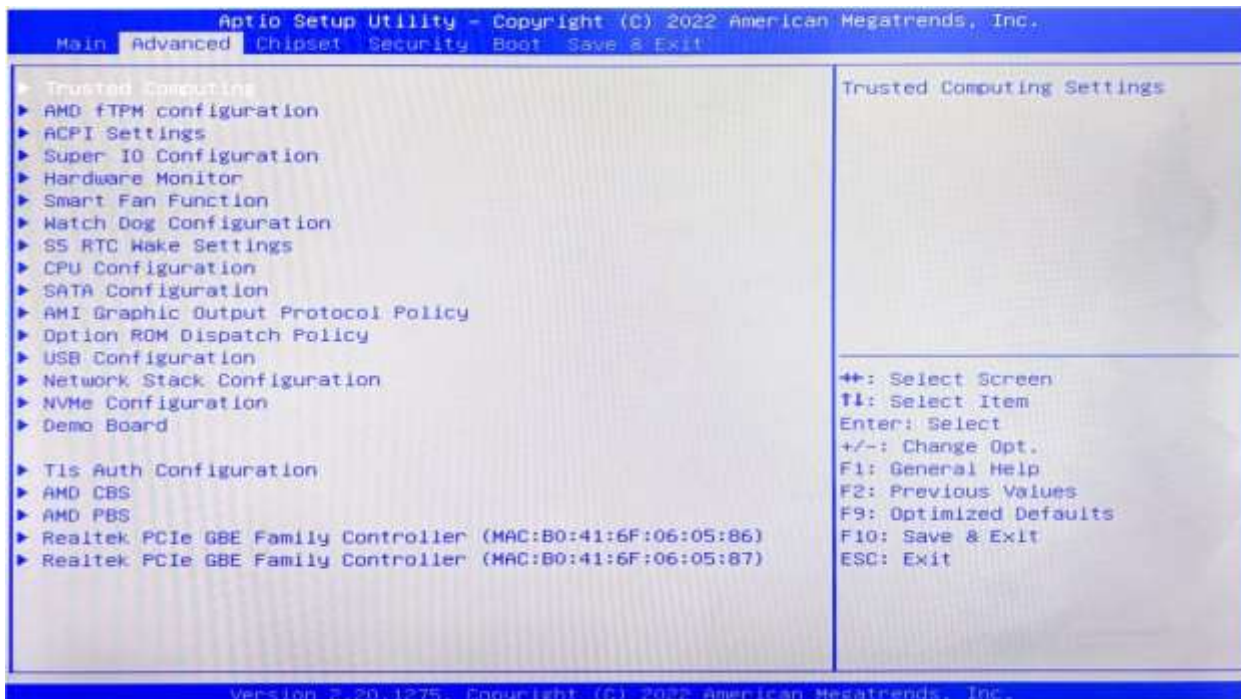 Aptio Setup Utility - Copyright (C) 2022 American Megatrends, Inc.
Main Advanced Chipset Security Boot Save & Exit
Trusted Computing
AMD fTPM configuration
ACPI Settings
Super IO Configuration
Hardware Monitor
Smart Fan Function
Watch Dog Configuration
S5 RTC Wake Settings
CPU Configuration
SATA Configuration
AMI Graphic Output Protocol Policy
Option ROM Dispatch Policy
USB Configuration
Network Stack Configuration
NVMe Configuration
Demo Board
Tls Auth Configuration
AMD CBS
AMD PBS
Realtek PCIe GBE Family Controller (MAC:B0:41:6F:06:05:86)
Realtek PCIe GBE Family Controller (MAC:B0:41:6F:06:05:87)
Trusted Computing Settings
→←: Select Screen
↑↓: Select Item
Enter: Select
+/-: Change Opt.
F1: General Help
F2: Previous Values
F9: Optimized Defaults
F10: Save & Exit
ESC: Exit
Version 2.20.1275. Copyright (C) 2022 American Megatrends, Inc.